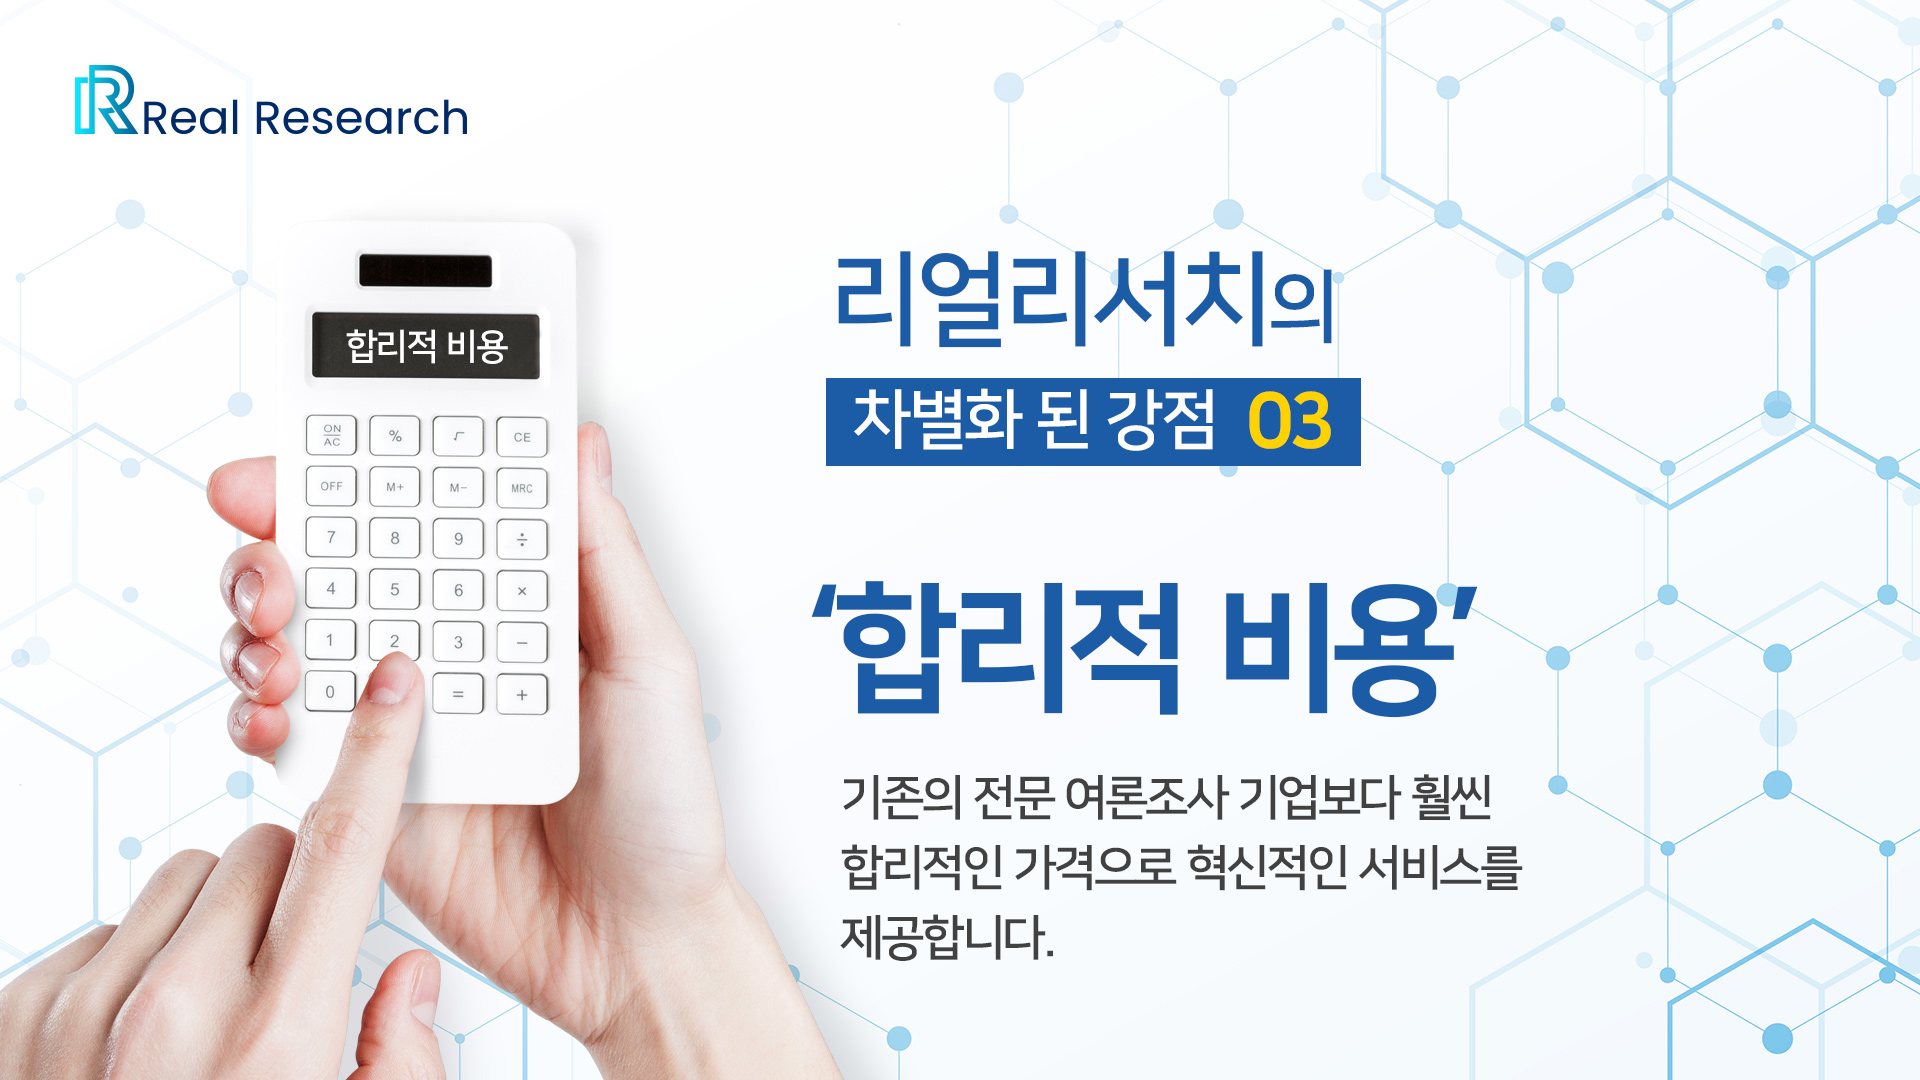 Real Research
합리적 비용
ON
AC
% √ CE
OFF M+ M− MRC
7 8 9 ÷
4 5 6 ×
1 2 3 −
0 = +
리얼리서치의
차별화 된 강점 03
‘합리적 비용’
기존의 전문 여론조사 기업보다 훨씬
합리적인 가격으로 혁신적인 서비스를
제공합니다.